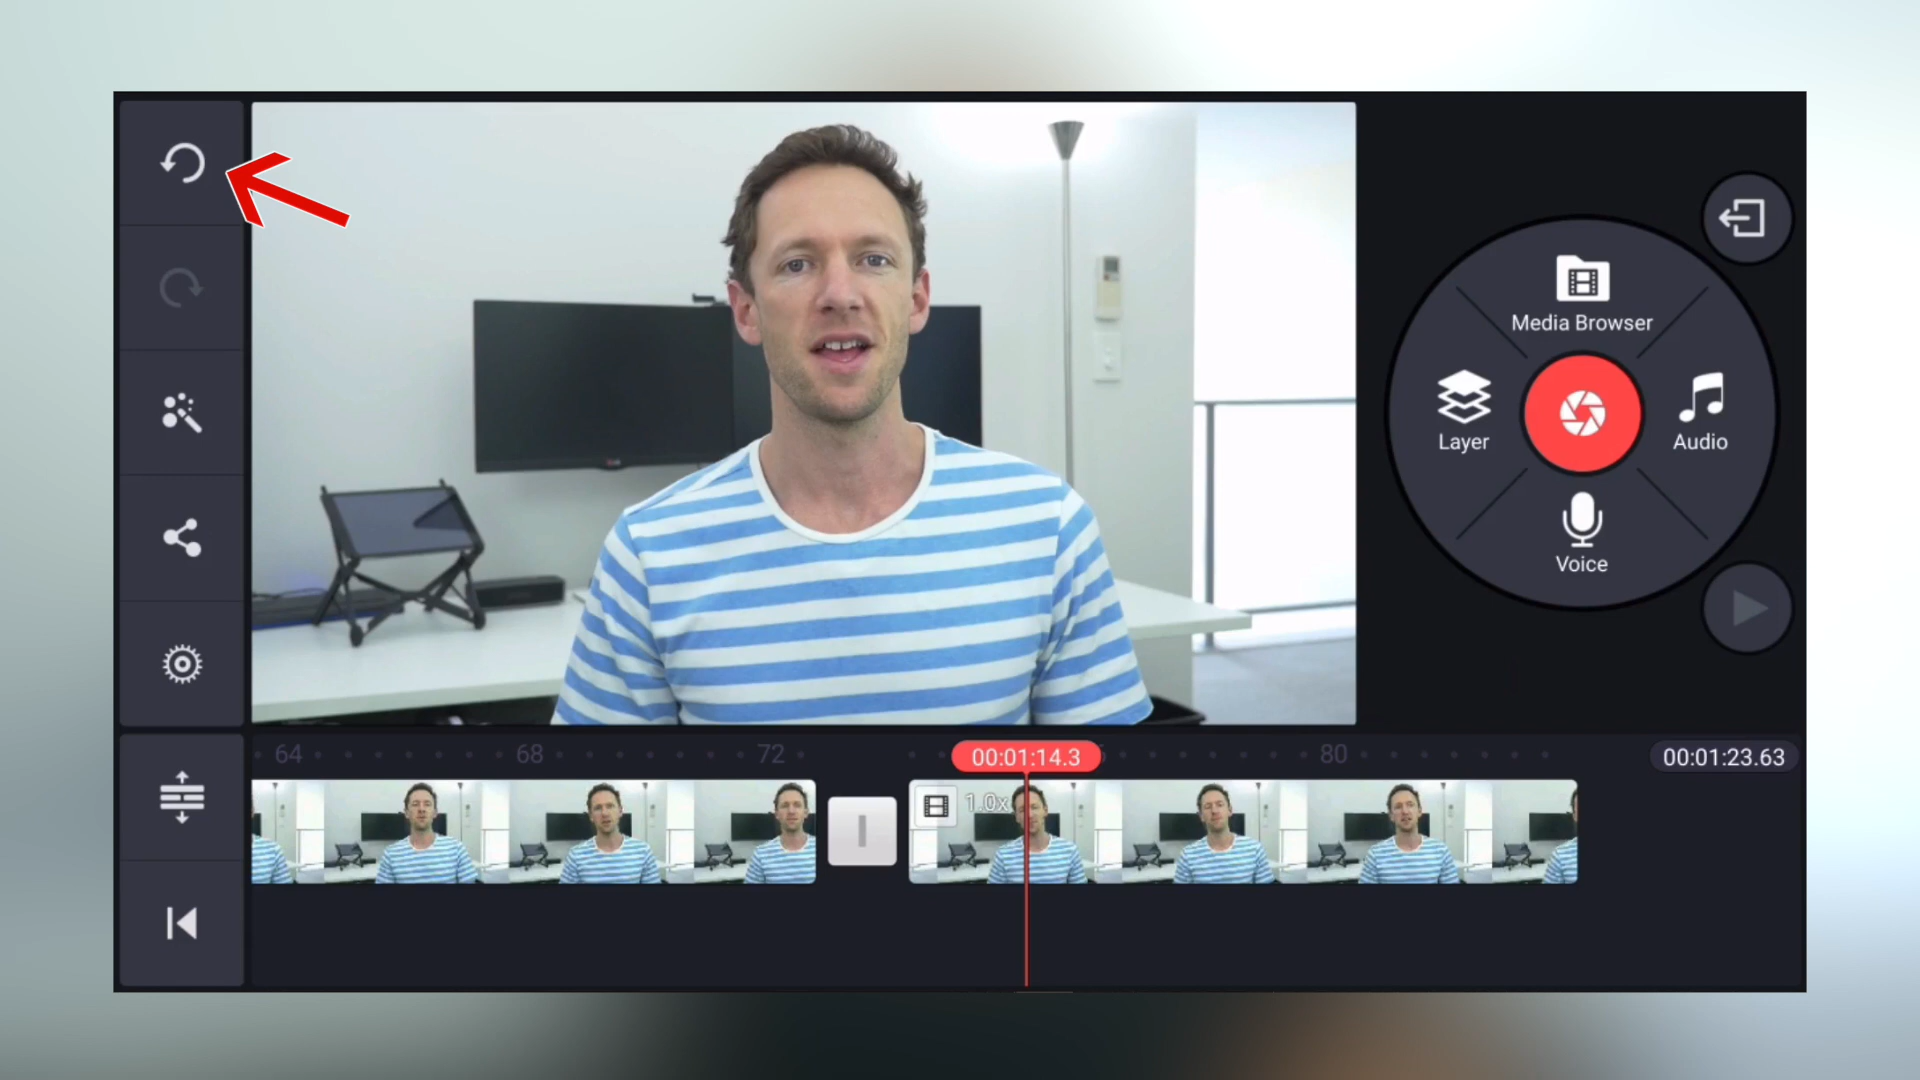 Media Browser
Layer
Audio
Voice
64
68
72
00:01:14.3
80
00:01:23.63
1.0x